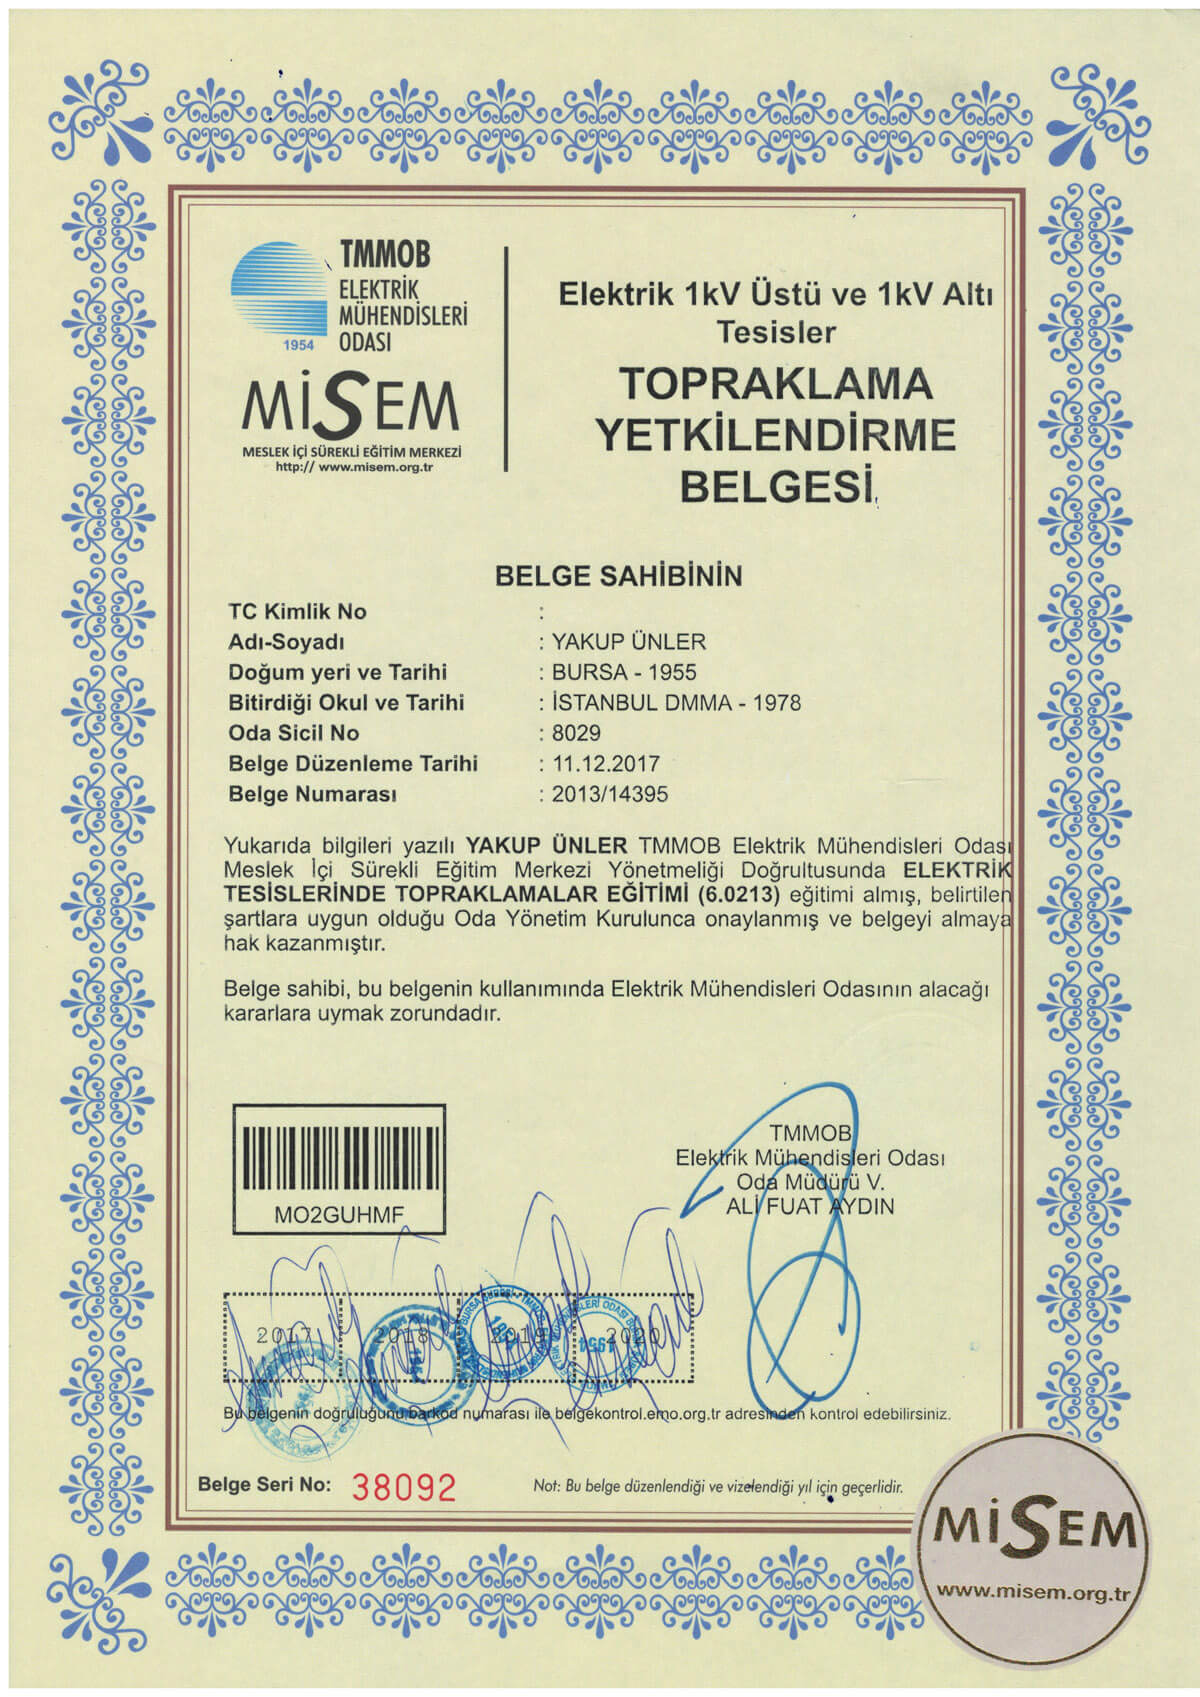 TMMOB
ELEKTRİK
MÜHENDİSLERİ
ODASI
1954
MİSEM
MESLEK İÇİ SÜREKLİ EĞİTİM MERKEZİ
http:// www.misem.org.tr
Elektrik 1kV Üstü ve 1kV Altı
Tesisler
TOPRAKLAMA
YETKİLENDİRME
BELGESİ
BELGE SAHİBİNİN
TC Kimlik No :
Adı-Soyadı : YAKUP ÜNLER
Doğum yeri ve Tarihi : BURSA - 1955
Bitirdiği Okul ve Tarihi : İSTANBUL DMMA - 1978
Oda Sicil No : 8029
Belge Düzenleme Tarihi : 11.12.2017
Belge Numarası : 2013/14395
Yukarıda bilgileri yazılı YAKUP ÜNLER TMMOB Elektrik Mühendisleri Odası
Meslek İçi Sürekli Eğitim Merkezi Yönetmeliği Doğrultusunda ELEKTRİK
TESİSLERİNDE TOPRAKLAMALAR EĞİTİMİ (6.0213) eğitimi almış, belirtilen
şartlara uygun olduğu Oda Yönetim Kurulunca onaylanmış ve belgeyi almaya
hak kazanmıştır.
Belge sahibi, bu belgenin kullanımında Elektrik Mühendisleri Odasının alacağı
kararlara uymak zorundadır.
MO2GUHMF
TMMOB
Elektrik Mühendisleri Odası
Oda Müdürü V.
ALİ FUAT AYDIN
2017 2018 2019 2020
1954
Bu belgenin doğruluğunu barkod numarası ile belgekontrol.emo.org.tr adresinden kontrol edebilirsiniz.
Belge Seri No: 38092
Not: Bu belge düzenlendiği ve vizelendiği yıl için geçerlidir.
MİSEM
www.misem.org.tr